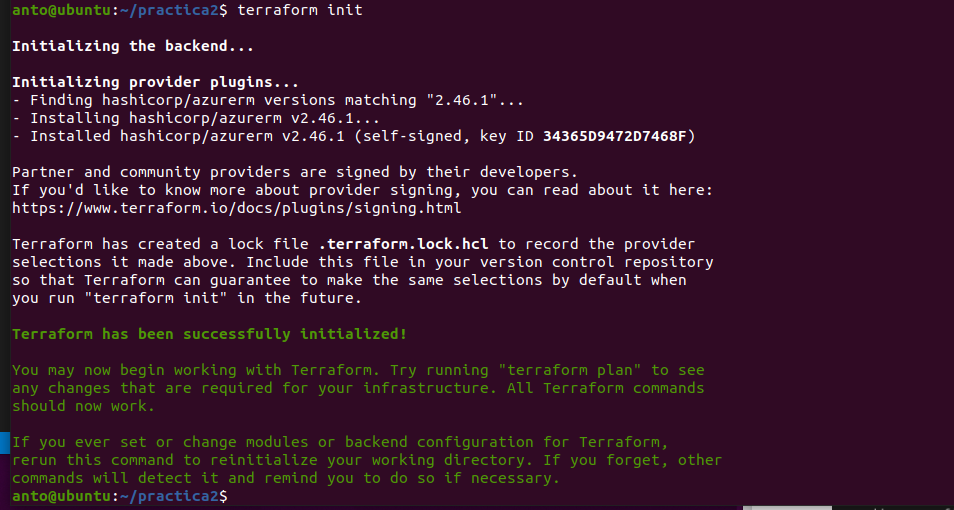 anto@ubuntu:~/practica2$ terraform init
Initializing the backend...
Initializing provider plugins...
- Finding hashicorp/azurerm versions matching "2.46.1"...
- Installing hashicorp/azurerm v2.46.1...
- Installed hashicorp/azurerm v2.46.1 (self-signed, key ID 34365D9472D7468F)
Partner and community providers are signed by their developers.
If you'd like to know more about provider signing, you can read about it here:
https://www.terraform.io/docs/plugins/signing.html
Terraform has created a lock file .terraform.lock.hcl to record the provider
selections it made above. Include this file in your version control repository
so that Terraform can guarantee to make the same selections by default when
you run "terraform init" in the future.
Terraform has been successfully initialized!
You may now begin working with Terraform. Try running "terraform plan" to see
any changes that are required for your infrastructure. All Terraform commands
should now work.
If you ever set or change modules or backend configuration for Terraform,
rerun this command to reinitialize your working directory. If you forget, other
commands will detect it and remind you to do so if necessary.
anto@ubuntu:~/practica2$